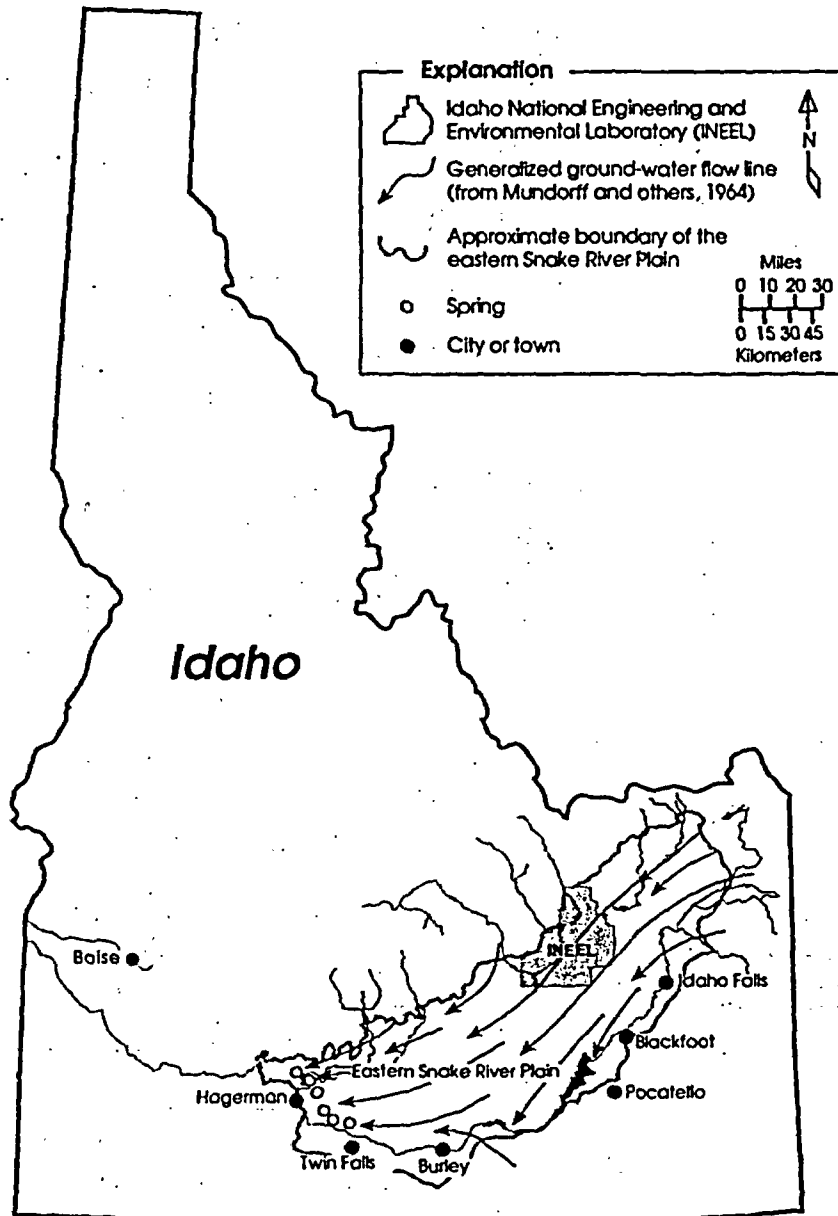 Explanation
Idaho National Engineering and
Environmental Laboratory (INEEL)
N
Generalized ground-water flow line
(from Mundorff and others, 1964)
Approximate boundary of the
eastern Snake River Plain
Miles
0 10 20 30
0 15 30 45
Kilometers
Spring
City or town
Idaho
INEEL
Boise
Idaho Falls
Blackfoot
Eastern Snake River Plain
Pocatello
Hagerman
Twin Falls
Burley